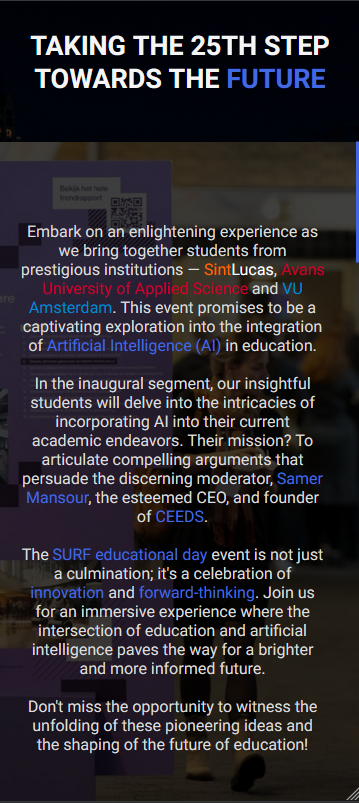 TAKING THE 25TH STEP
TOWARDS THE FUTURE
Bekijk het hele
trendrapport
Embark on an enlightening experience as
we bring together students from
prestigious institutions — SintLucas, Avans
University of Applied Science and VU
Amsterdam. This event promises to be a
captivating exploration into the integration
of Artificial Intelligence (AI) in education.
In the inaugural segment, our insightful
students will delve into the intricacies of
incorporating AI into their current
academic endeavors. Their mission? To
articulate compelling arguments that
persuade the discerning moderator, Samer
Mansour, the esteemed CEO, and founder
of CEEDS.
The SURF educational day event is not just
a culmination; it's a celebration of
innovation and forward-thinking. Join us
for an immersive experience where the
intersection of education and artificial
intelligence paves the way for a brighter
and more informed future.
Don't miss the opportunity to witness the
unfolding of these pioneering ideas and
the shaping of the future of education!